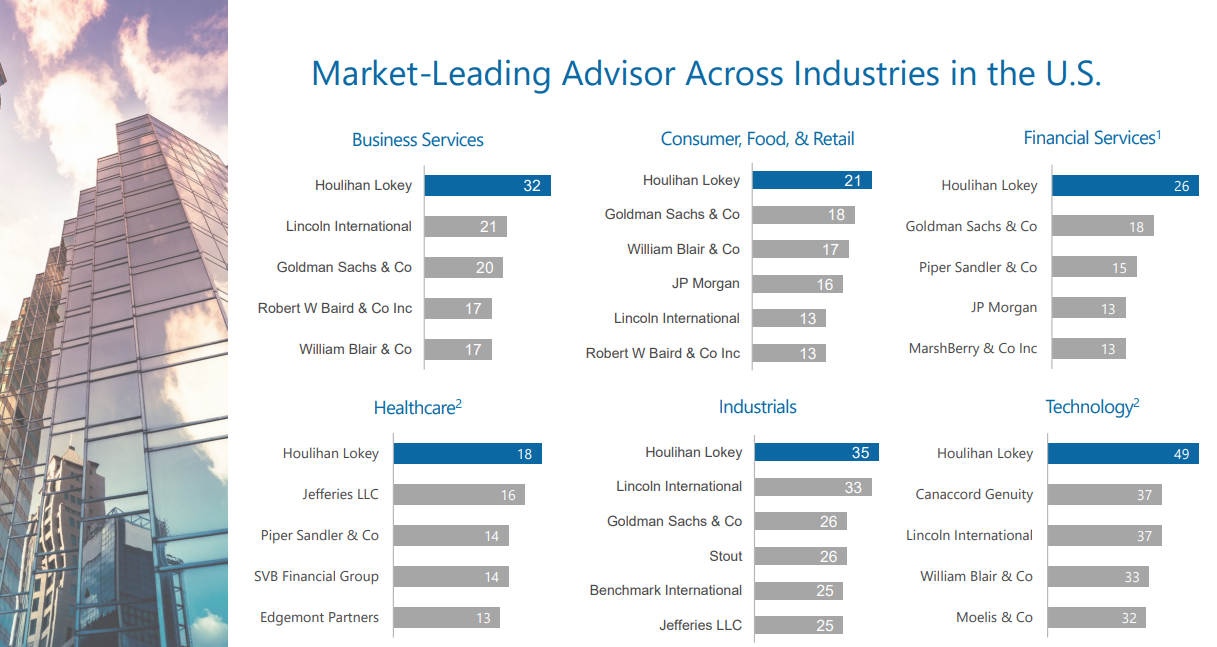 Market-Leading Advisor Across Industries in the U.S.
Business Services
Houlihan Lokey 32
Lincoln International 21
Goldman Sachs & Co 20
Robert W Baird & Co Inc 17
William Blair & Co 17
Consumer, Food, & Retail
Houlihan Lokey 21
Goldman Sachs & Co 18
William Blair & Co 17
JP Morgan 16
Lincoln International 13
Robert W Baird & Co Inc 13
Financial Services1
Houlihan Lokey 26
Goldman Sachs & Co 18
Piper Sandler & Co 15
JP Morgan 13
MarshBerry & Co Inc 13
Healthcare2
Houlihan Lokey 18
Jefferies LLC 16
Piper Sandler & Co 14
SVB Financial Group 14
Edgemont Partners 13
Industrials
Houlihan Lokey 35
Lincoln International 33
Goldman Sachs & Co 26
Stout 26
Benchmark International 25
Jefferies LLC 25
Technology2
Houlihan Lokey 49
Canaccord Genuity 37
Lincoln International 37
William Blair & Co 33
Moelis & Co 32